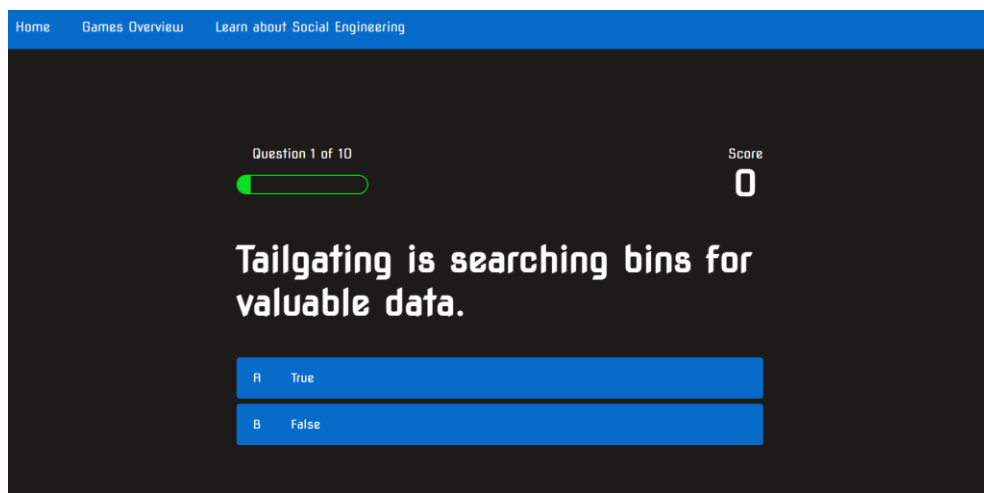 Home Games Overview Learn about Social Engineering
Question 1 of 10
Score
0
Tailgating is searching bins for
valuable data.
A True
B False